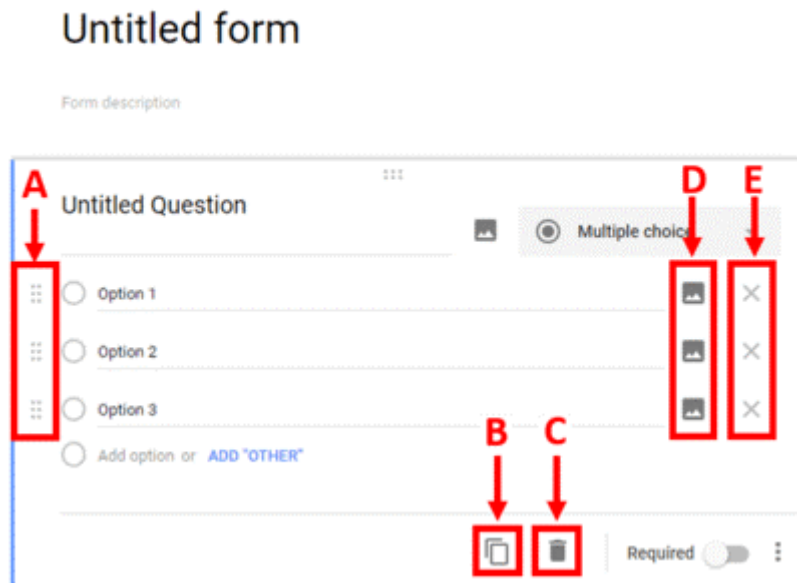 Untitled form
Form description
A
D E
Untitled Question
Multiple choice
Option 1
Option 2
Option 3
B C
Add option or ADD "OTHER"
Required